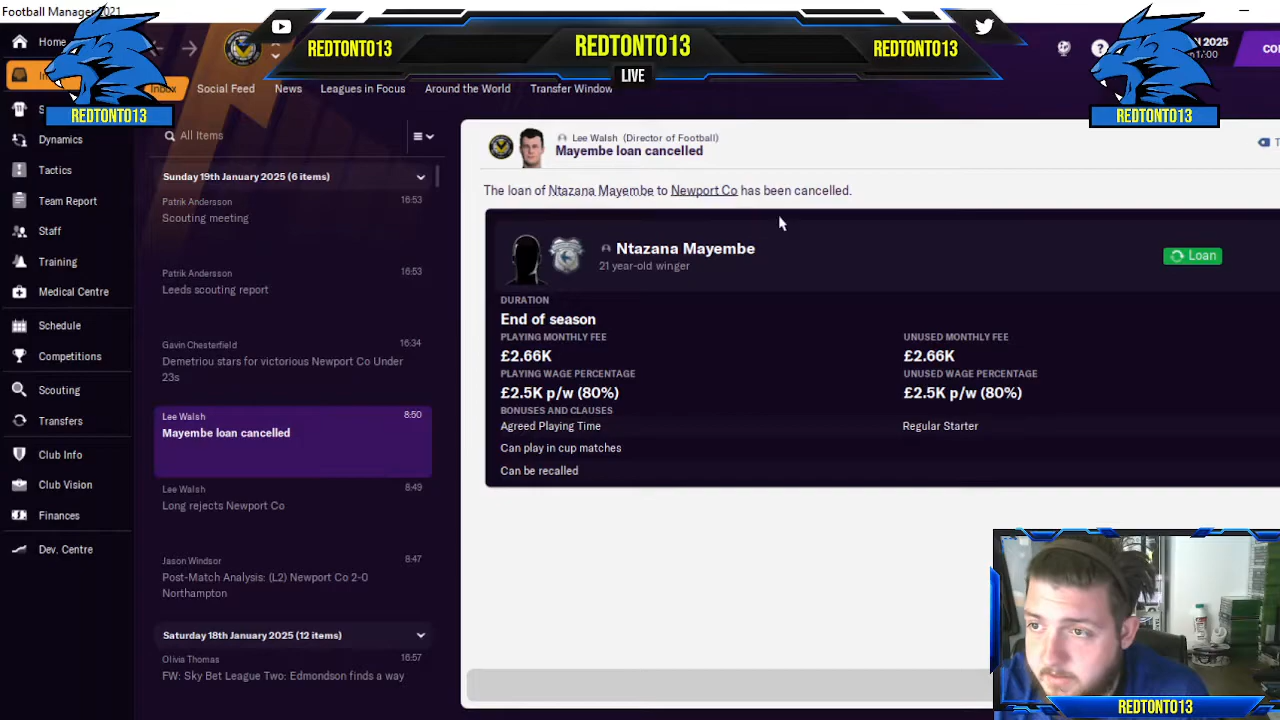 Football Manager 2021
REDTONTO13
REDTONTO13
REDTONTO13
LIVE
REDTONTO13
REDTONTO13
Home
2025
17:00
Inbox
Social Feed
News
Leagues in Focus
Around the World
Transfer Window
Dynamics
Tactics
Team Report
Staff
Training
Medical Centre
Schedule
Competitions
Scouting
Transfers
Club Info
Club Vision
Finances
Dev. Centre
All Items
Sunday 19th January 2025 (6 items)
Patrik Andersson 16:53
Scouting meeting
Patrik Andersson 16:53
Leeds scouting report
Gavin Chesterfield 16:34
Demetriou stars for victorious Newport Co Under
23s
Lee Walsh 8:50
Mayembe loan cancelled
Lee Walsh 8:49
Long rejects Newport Co
Jason Windsor 8:47
Post-Match Analysis: (L2) Newport Co 2-0
Northampton
Saturday 18th January 2025 (12 items)
Olivia Thomas 16:57
FW: Sky Bet League Two: Edmondson finds a way
Lee Walsh (Director of Football)
Mayembe loan cancelled
The loan of Ntazana Mayembe to Newport Co has been cancelled.
Ntazana Mayembe
21 year-old winger
Loan
DURATION
End of season
PLAYING MONTHLY FEE UNUSED MONTHLY FEE
£2.66K £2.66K
PLAYING WAGE PERCENTAGE UNUSED WAGE PERCENTAGE
£2.5K p/w (80%) £2.5K p/w (80%)
BONUSES AND CLAUSES
Agreed Playing Time Regular Starter
Can play in cup matches
Can be recalled
REDTONTO13